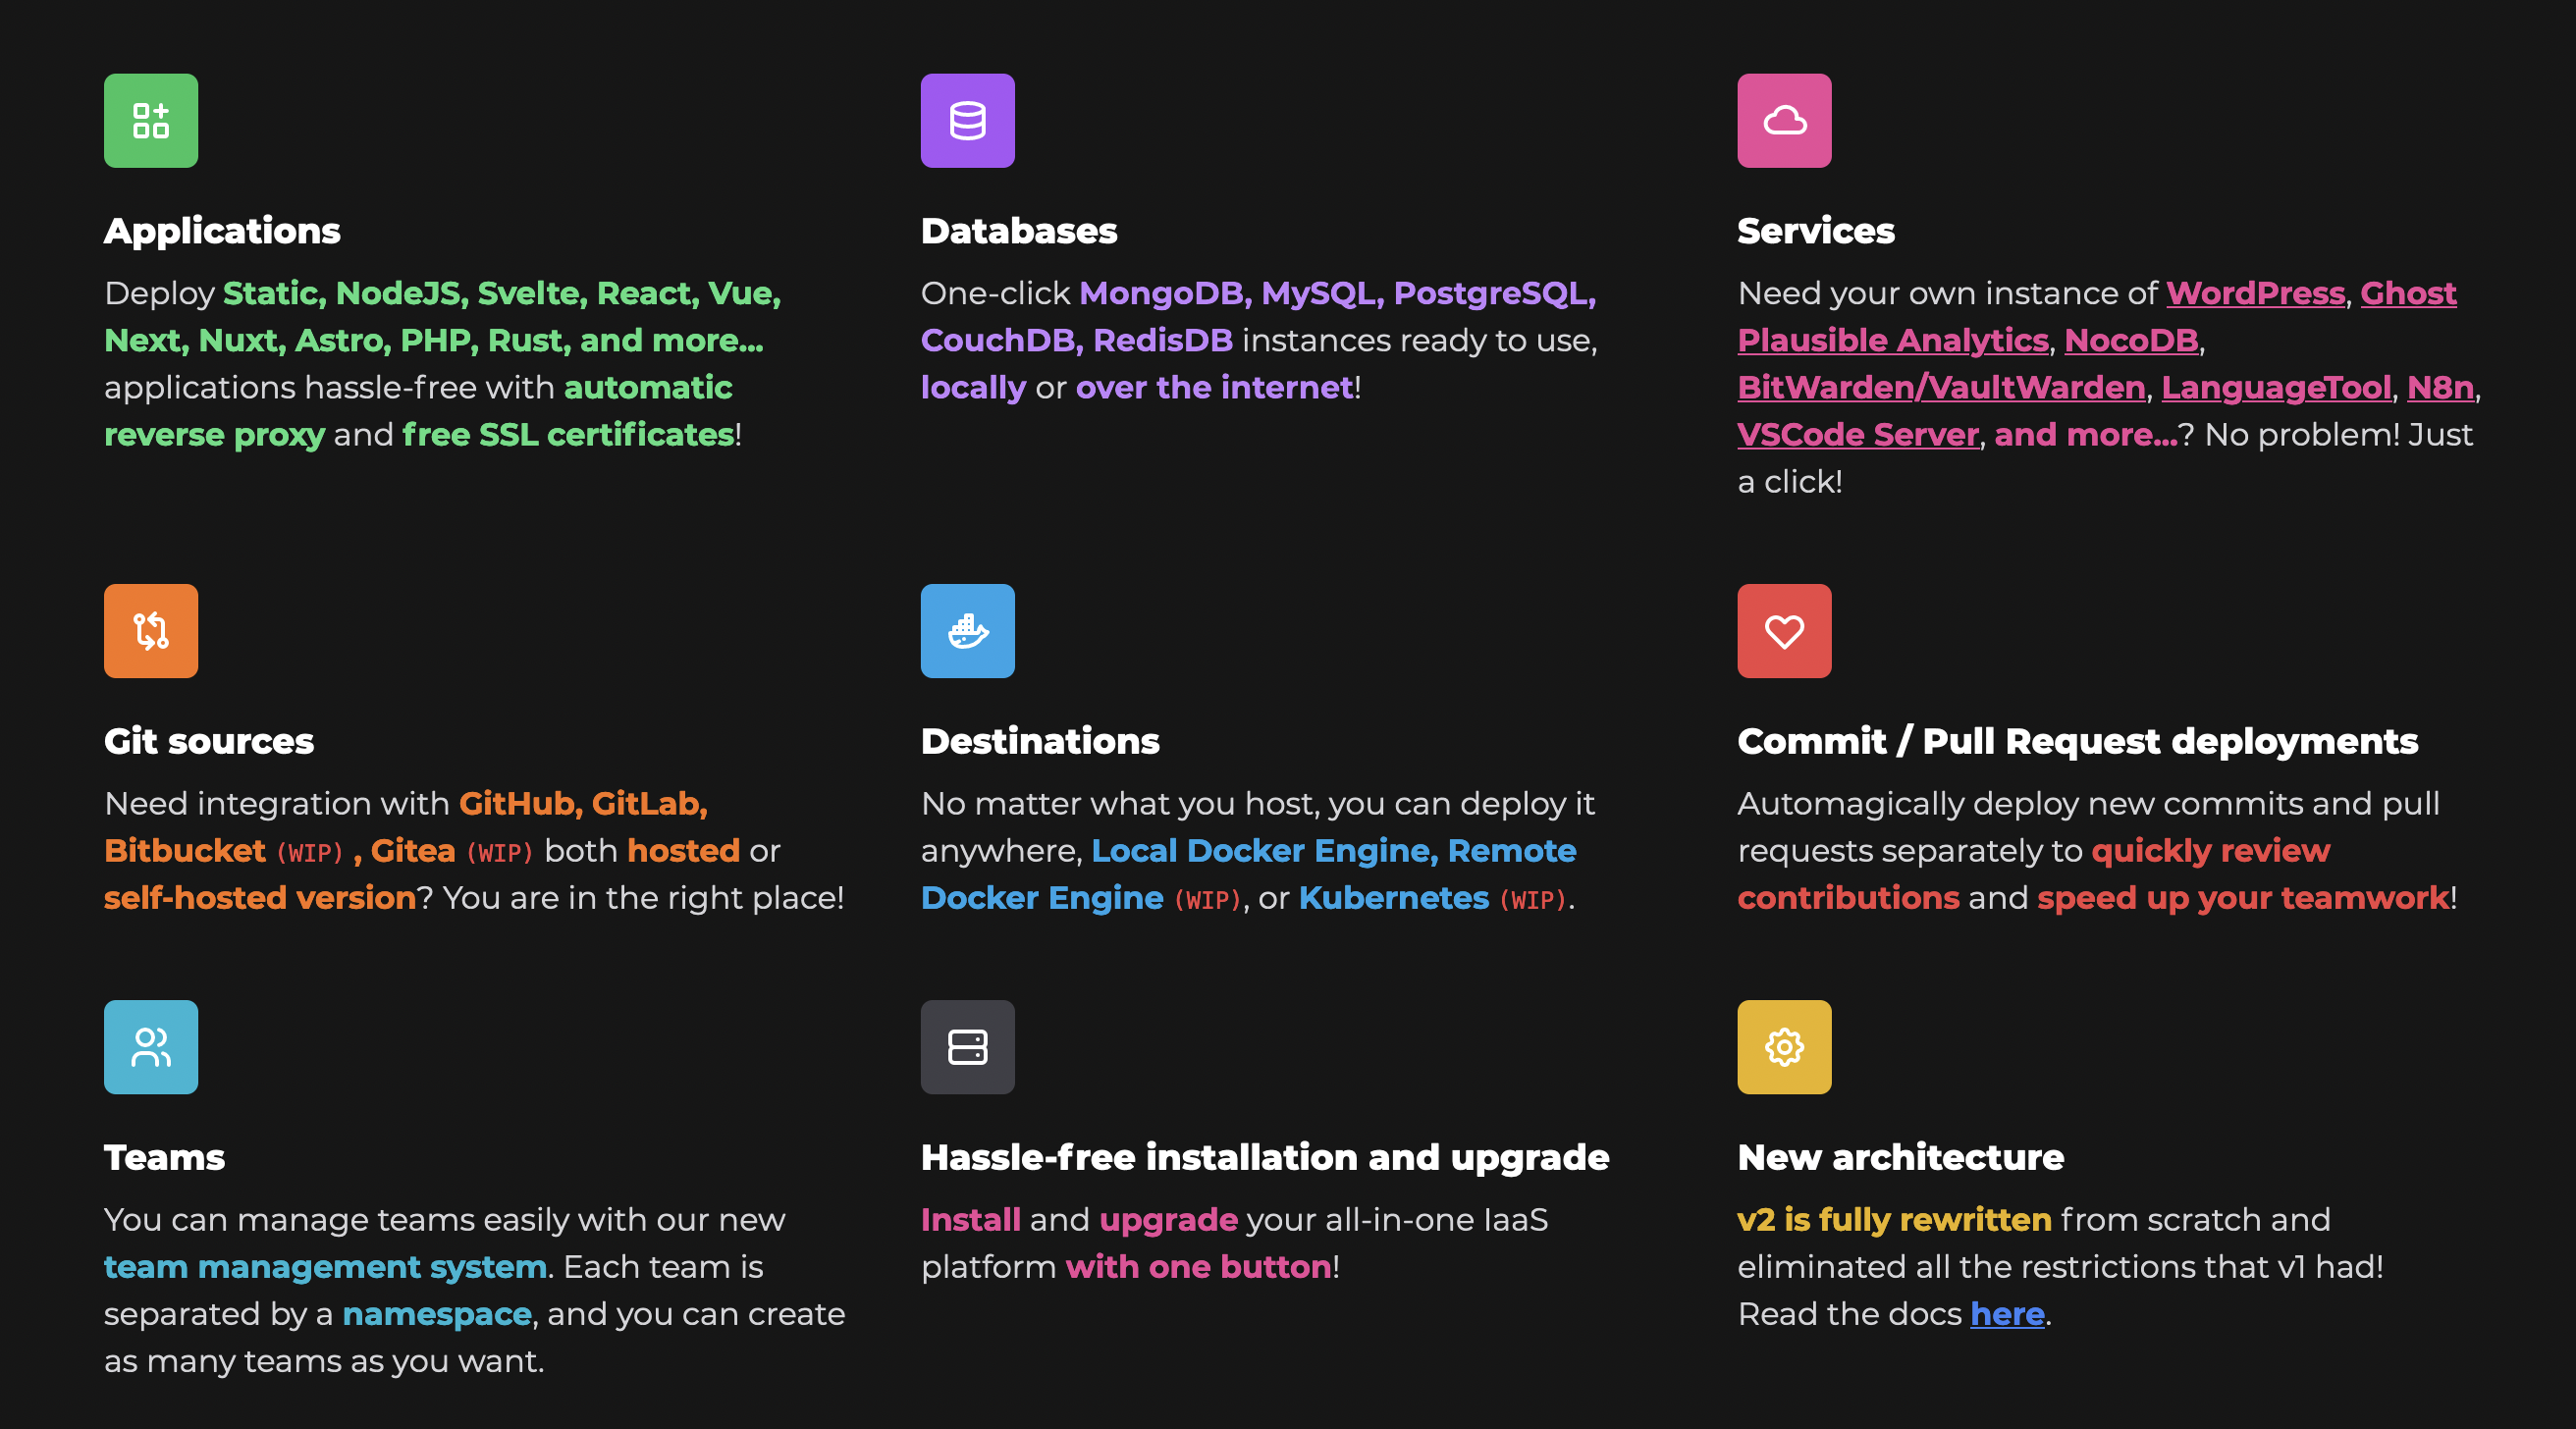 Applications
Deploy Static, NodeJS, Svelte, React, Vue,
Next, Nuxt, Astro, PHP, Rust, and more...
applications hassle-free with automatic
reverse proxy and free SSL certificates!
Databases
One-click MongoDB, MySQL, PostgreSQL,
CouchDB, RedisDB instances ready to use,
locally or over the internet!
Services
Need your own instance of WordPress, Ghost
Plausible Analytics, NocoDB,
BitWarden/VaultWarden, LanguageTool, N8n,
VSCode Server, and more...? No problem! Just
a click!
Git sources
Need integration with GitHub, GitLab,
Bitbucket (WIP) , Gitea (WIP) both hosted or
self-hosted version? You are in the right place!
Destinations
No matter what you host, you can deploy it
anywhere, Local Docker Engine, Remote
Docker Engine (WIP), or Kubernetes (WIP).
Commit / Pull Request deployments
Automagically deploy new commits and pull
requests separately to quickly review
contributions and speed up your teamwork!
Teams
You can manage teams easily with our new
team management system. Each team is
separated by a namespace, and you can create
as many teams as you want.
Hassle-free installation and upgrade
Install and upgrade your all-in-one IaaS
platform with one button!
New architecture
v2 is fully rewritten from scratch and
eliminated all the restrictions that v1 had!
Read the docs here.